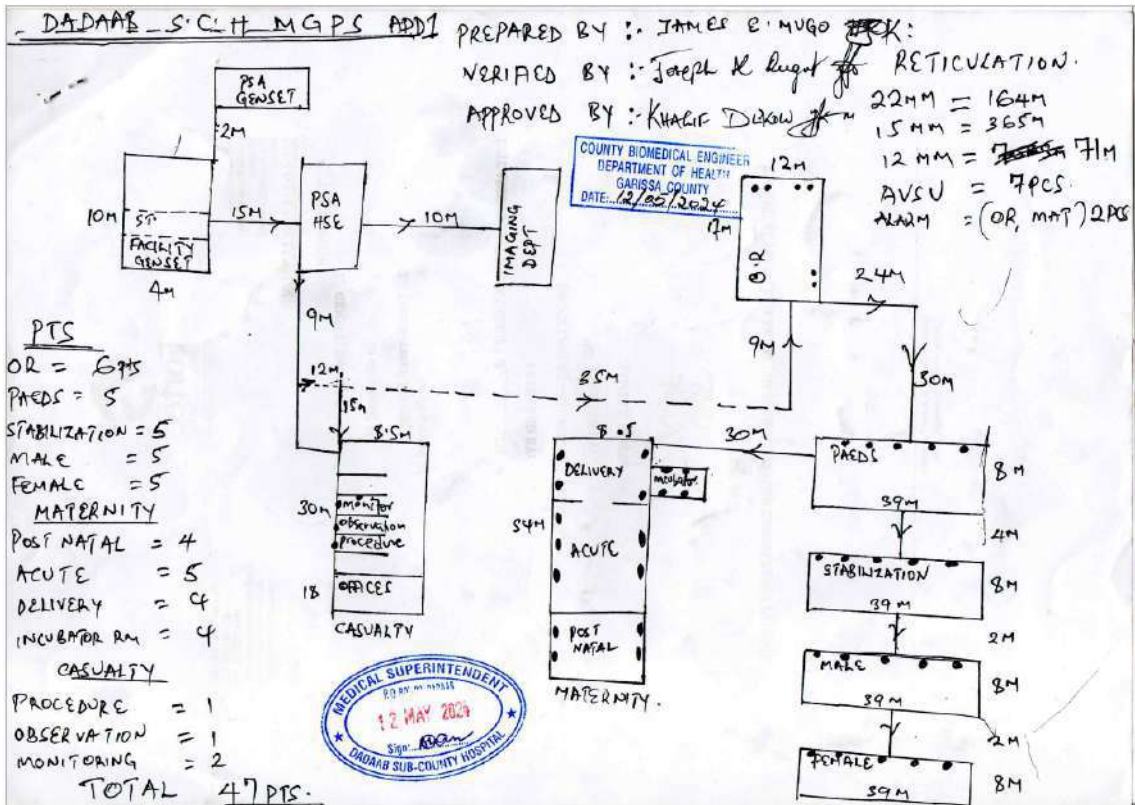 DADAAB S.C.H MGPS ADD1
PREPARED BY :- JAMES E. MUGO
VERIFIED BY :- Joseph
APPROVED BY :- KHALIF
RETICULATION.
22MM = 164M
15MM = 365M
12 MM = 71M
AVSU = 7PCS.
ALARM = (OR, MAT) 2PCS
COUNTY BIOMEDICAL ENGINEER
DEPARTMENT OF HEALTH
GARISSA COUNTY
DATE: 12/05/2024
PSA
GENSET
2M
10M
ST
FACILITY
GENSET
4M
15M
PSA
HSE
10M
IMAGING
DEPT
12M
17M
24M
9M
30M
9M
12M
35M
15M
PTS
OR = 6PTS
PAEDS = 5
STABILIZATION = 5
MALE = 5
FEMALE = 5
MATERNITY
POST NATAL = 4
ACUTE = 5
DELIVERY = 4
INCUBATOR RM = 4
CASUALTY
PROCEDURE = 1
OBSERVATION = 1
MONITORING = 2
TOTAL 47 PTS.
8.5M
30M
monitor
observation
procedure
18
OFFICES
CASUALTY
8.5
DELIVERY
incubator
54M
ACUTE
POST
NATAL
MATERNITY.
30M
PAEDS
39M
8M
4M
STABILIZATION
39M
8M
2M
MALE
39M
8M
2M
FEMALE
39M
8M
MEDICAL SUPERINTENDENT
12 MAY 2024
Sign:
DADAAB SUB-COUNTY HOSPITAL